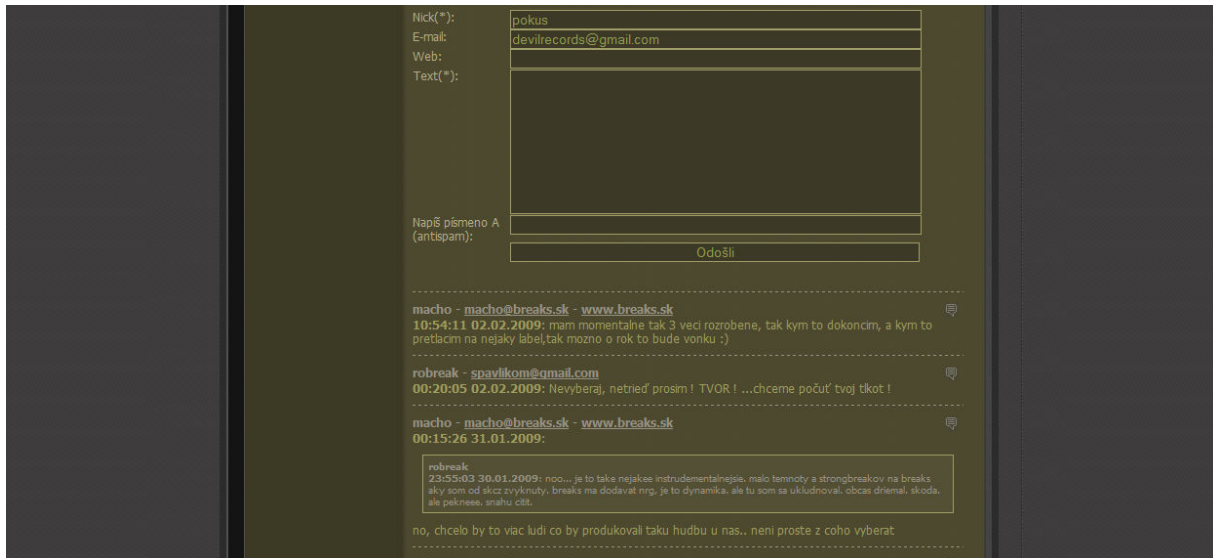 Nick(*):
pokus
E-mail:
devilrecords@gmail.com
Web:
Text(*):
Napíš písmeno A
(antispam):
Odošli
macho - macho@breaks.sk - www.breaks.sk
10:54:11 02.02.2009: mam momentalne tak 3 veci rozrobene, tak kym to dokoncim, a kym to
pretlacim na nejaky label,tak mozno o rok to bude vonku :)
robreak - spavlikom@gmail.com
00:20:05 02.02.2009: Nevyberaj, netrieď prosim ! TVOR ! ...chceme počuť tvoj tlkot !
macho - macho@breaks.sk - www.breaks.sk
00:15:26 31.01.2009:
robreak
23:55:03 30.01.2009: noo... je to take nejakee instrudementalnejsie. malo temnoty a strongbreakov na breaks
aky som od skcz zvyknuty. breaks ma dodavat nrg, je to dynamika. ale tu som sa ukludnoval. obcas driemal. skoda.
ale pekneee. snahu citit.
no, chcelo by to viac ludi co by produkovali taku hudbu u nas.. neni proste z coho vyberat